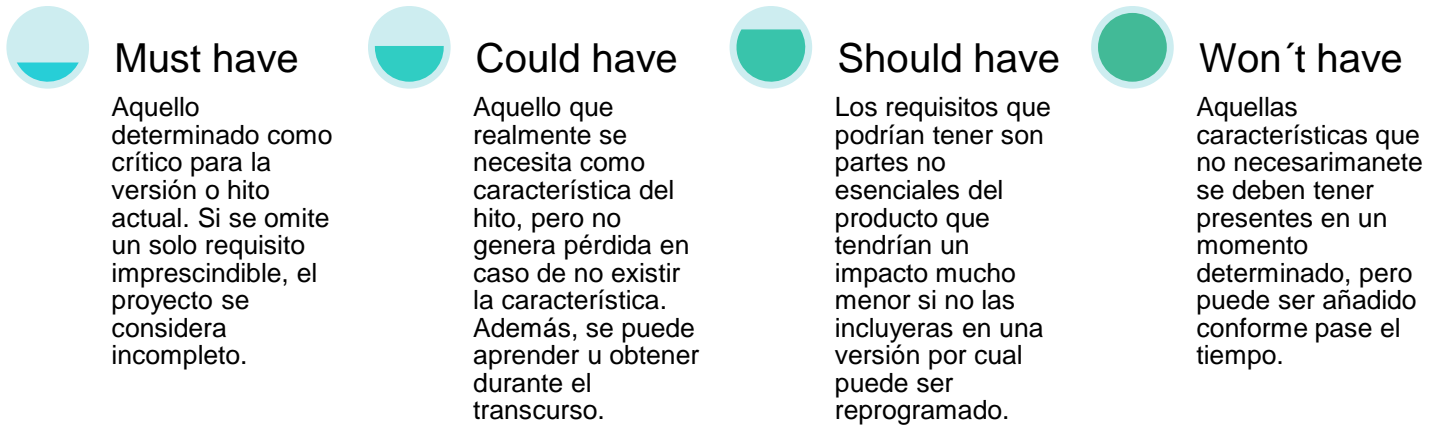 Must have
Aquello
determinado como
crítico para la
versión o hito
actual. Si se omite
un solo requisito
imprescindible, el
proyecto se
considera
incompleto.
Could have
Aquello que
realmente se
necesita como
característica del
hito, pero no
genera pérdida en
caso de no existir
la característica.
Además, se puede
aprender u obtener
durante el
transcurso.
Should have
Los requisitos que
podrían tener son
partes no
esenciales del
producto que
tendrían un
impacto mucho
menor si no las
incluyeras en una
versión por cual
puede ser
reprogramado.
Won´t have
Aquellas
características que
no necesarimanete
se deben tener
presentes en un
momento
determinado, pero
puede ser añadido
conforme pase el
tiempo.